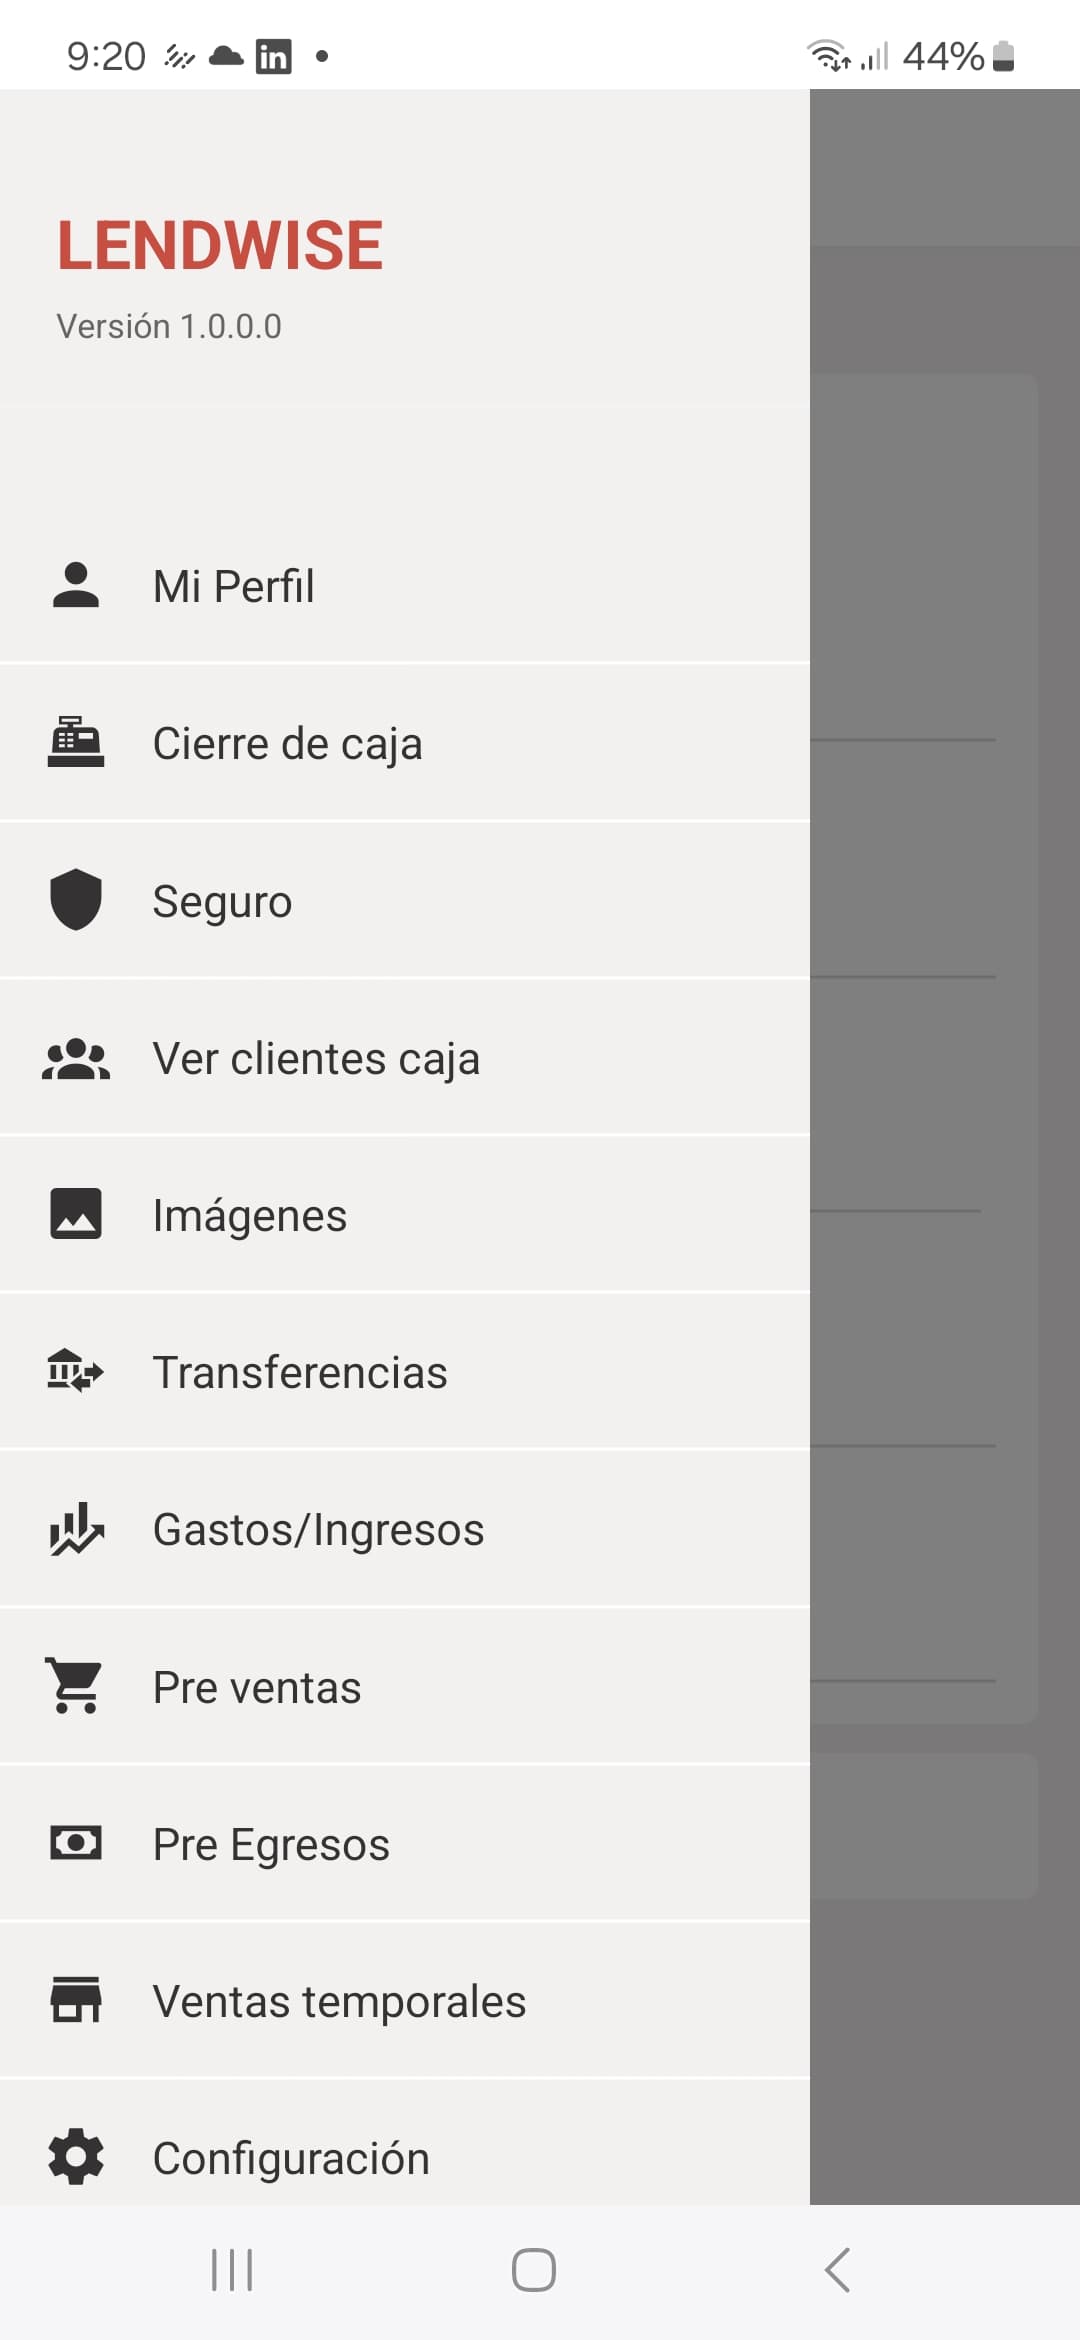 9:20 in 44%
LENDWISE
Versión 1.0.0.0
Mi Perfil
Cierre de caja
Seguro
Ver clientes caja
Imágenes
Transferencias
Gastos/Ingresos
Pre ventas
Pre Egresos
Ventas temporales
Configuración